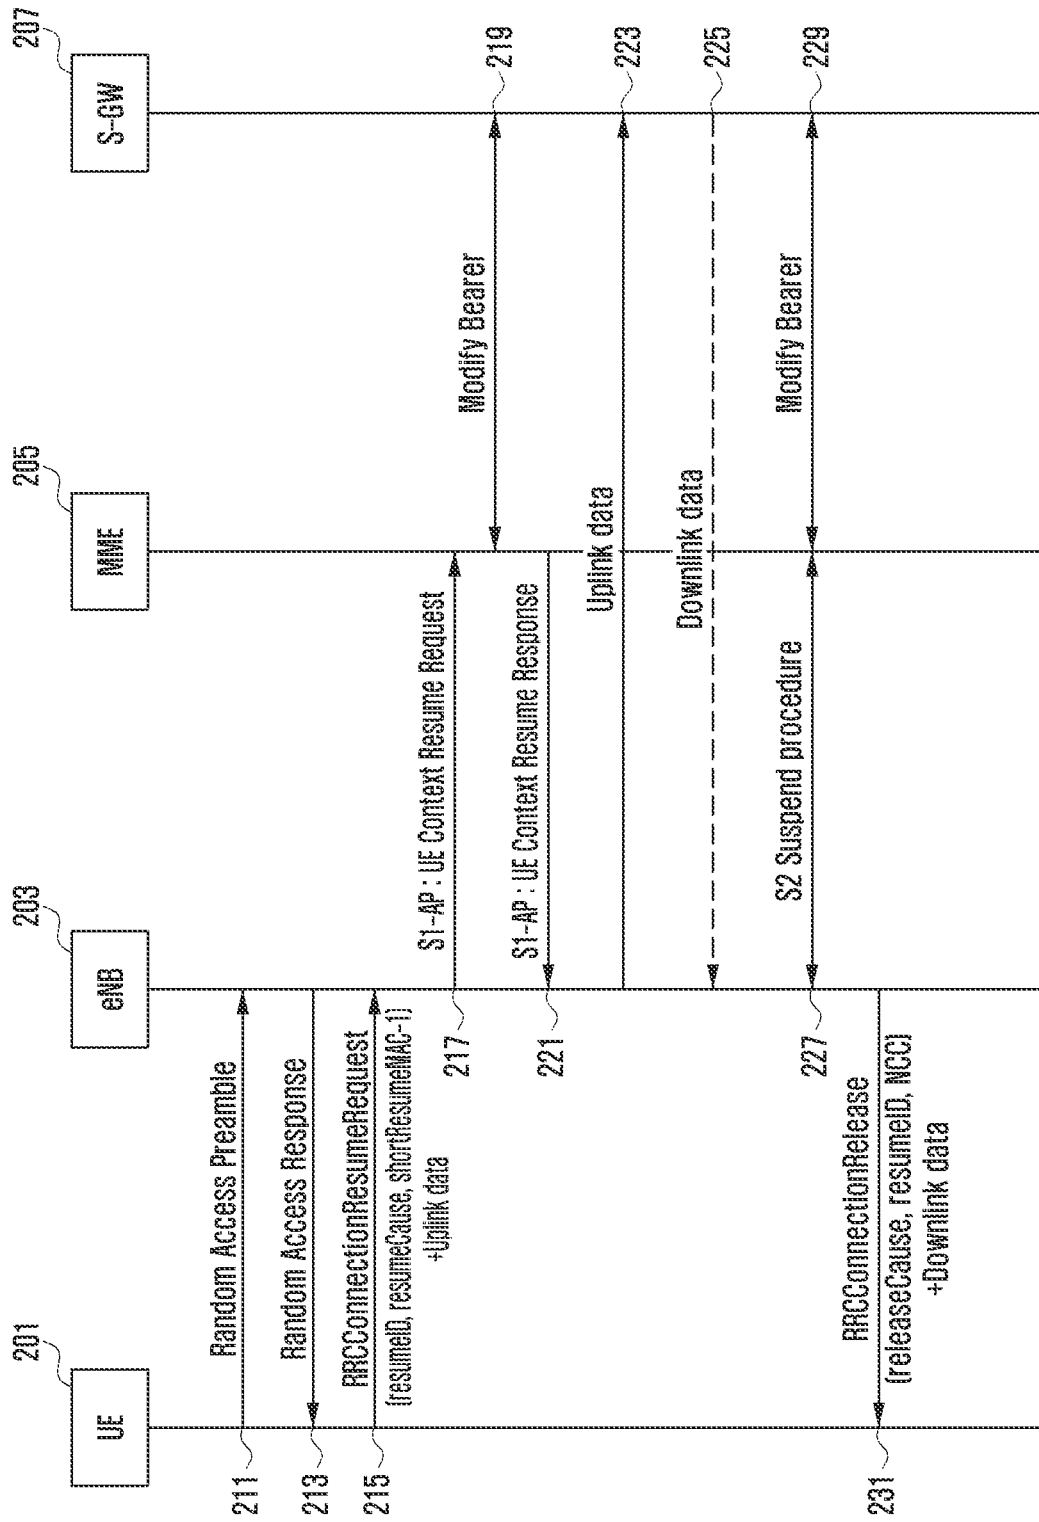 201
UE
203
eNB
205
MME
207
S-GW
211
Random Access Preamble
213
Random Access Response
215
RRCConnectionResumeRequest
(resumeID, resumeCause, shortResumeMAC-1)
+Uplink data
217
S1-AP : UE Context Resume Request
Modify Bearer
219
221
S1-AP : UE Context Resume Response
Uplink data
223
Downlink data
225
227
S2 Suspend procedure
Modify Bearer
229
231
RRCConnectionRelease
(releaseCause, resumeID, NCC)
+Downlink data